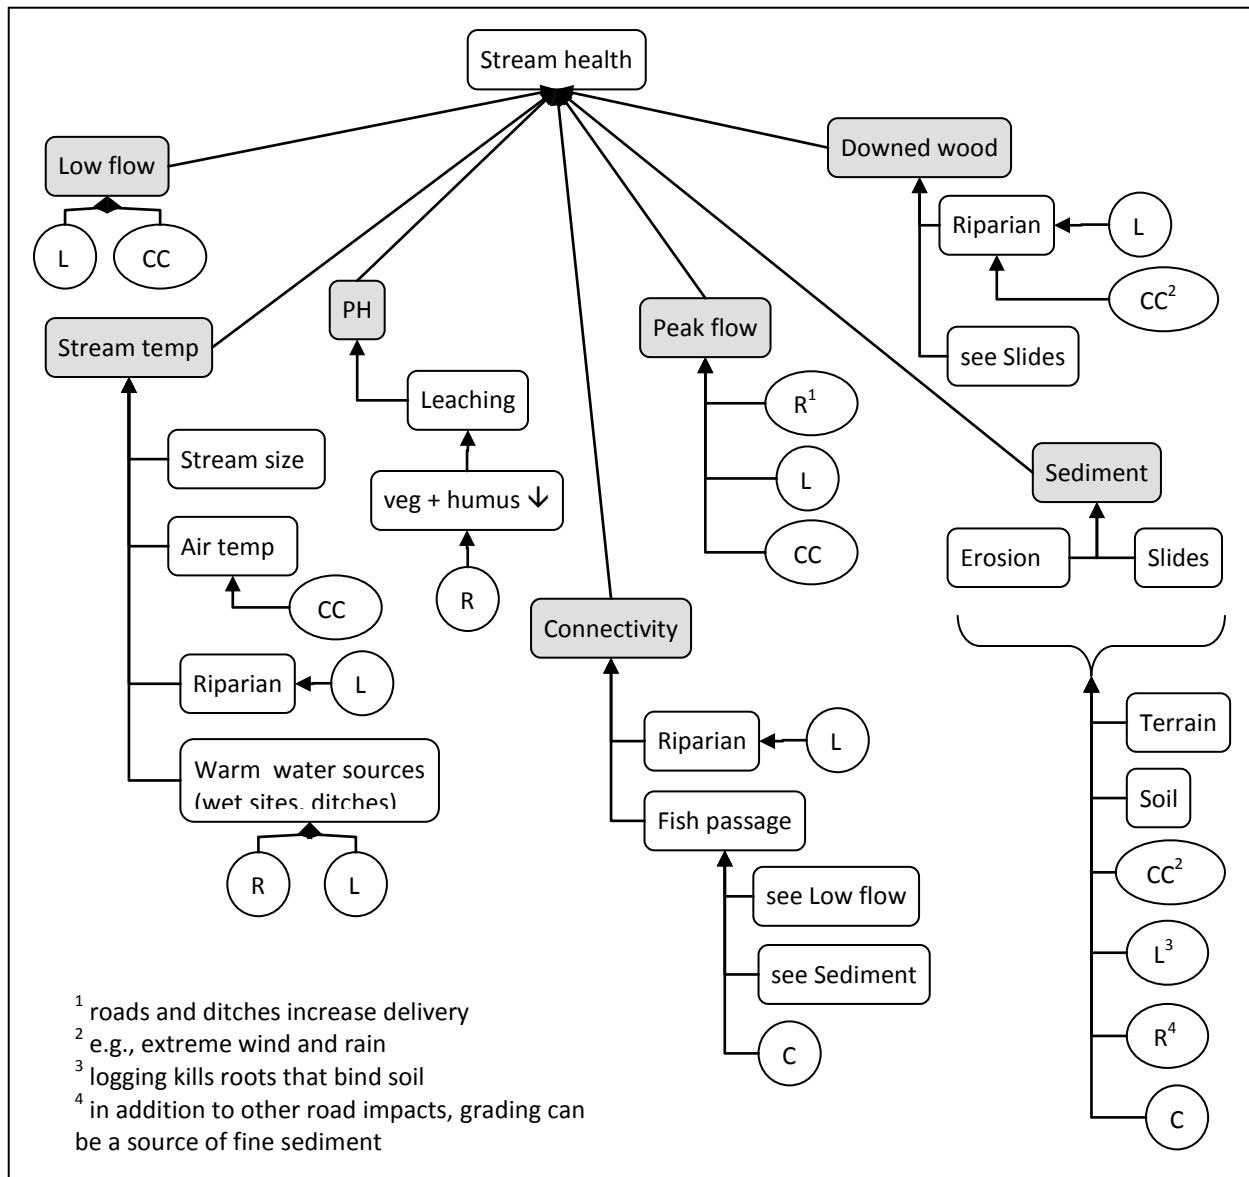 Stream health
Low flow
L
CC
Downed wood
Riparian
L
CC²
see Slides
PH
Leaching
veg + humus ↓
R
Stream temp
Stream size
Air temp
CC
Riparian
L
Warm water sources
(wet sites, ditches)
R
L
Peak flow
R¹
L
CC
Connectivity
Riparian
L
Fish passage
see Low flow
see Sediment
C
Sediment
Erosion
Slides
Terrain
Soil
CC²
L³
R⁴
C
¹ roads and ditches increase delivery
² e.g., extreme wind and rain
³ logging kills roots that bind soil
⁴ in addition to other road impacts, grading can
be a source of fine sediment